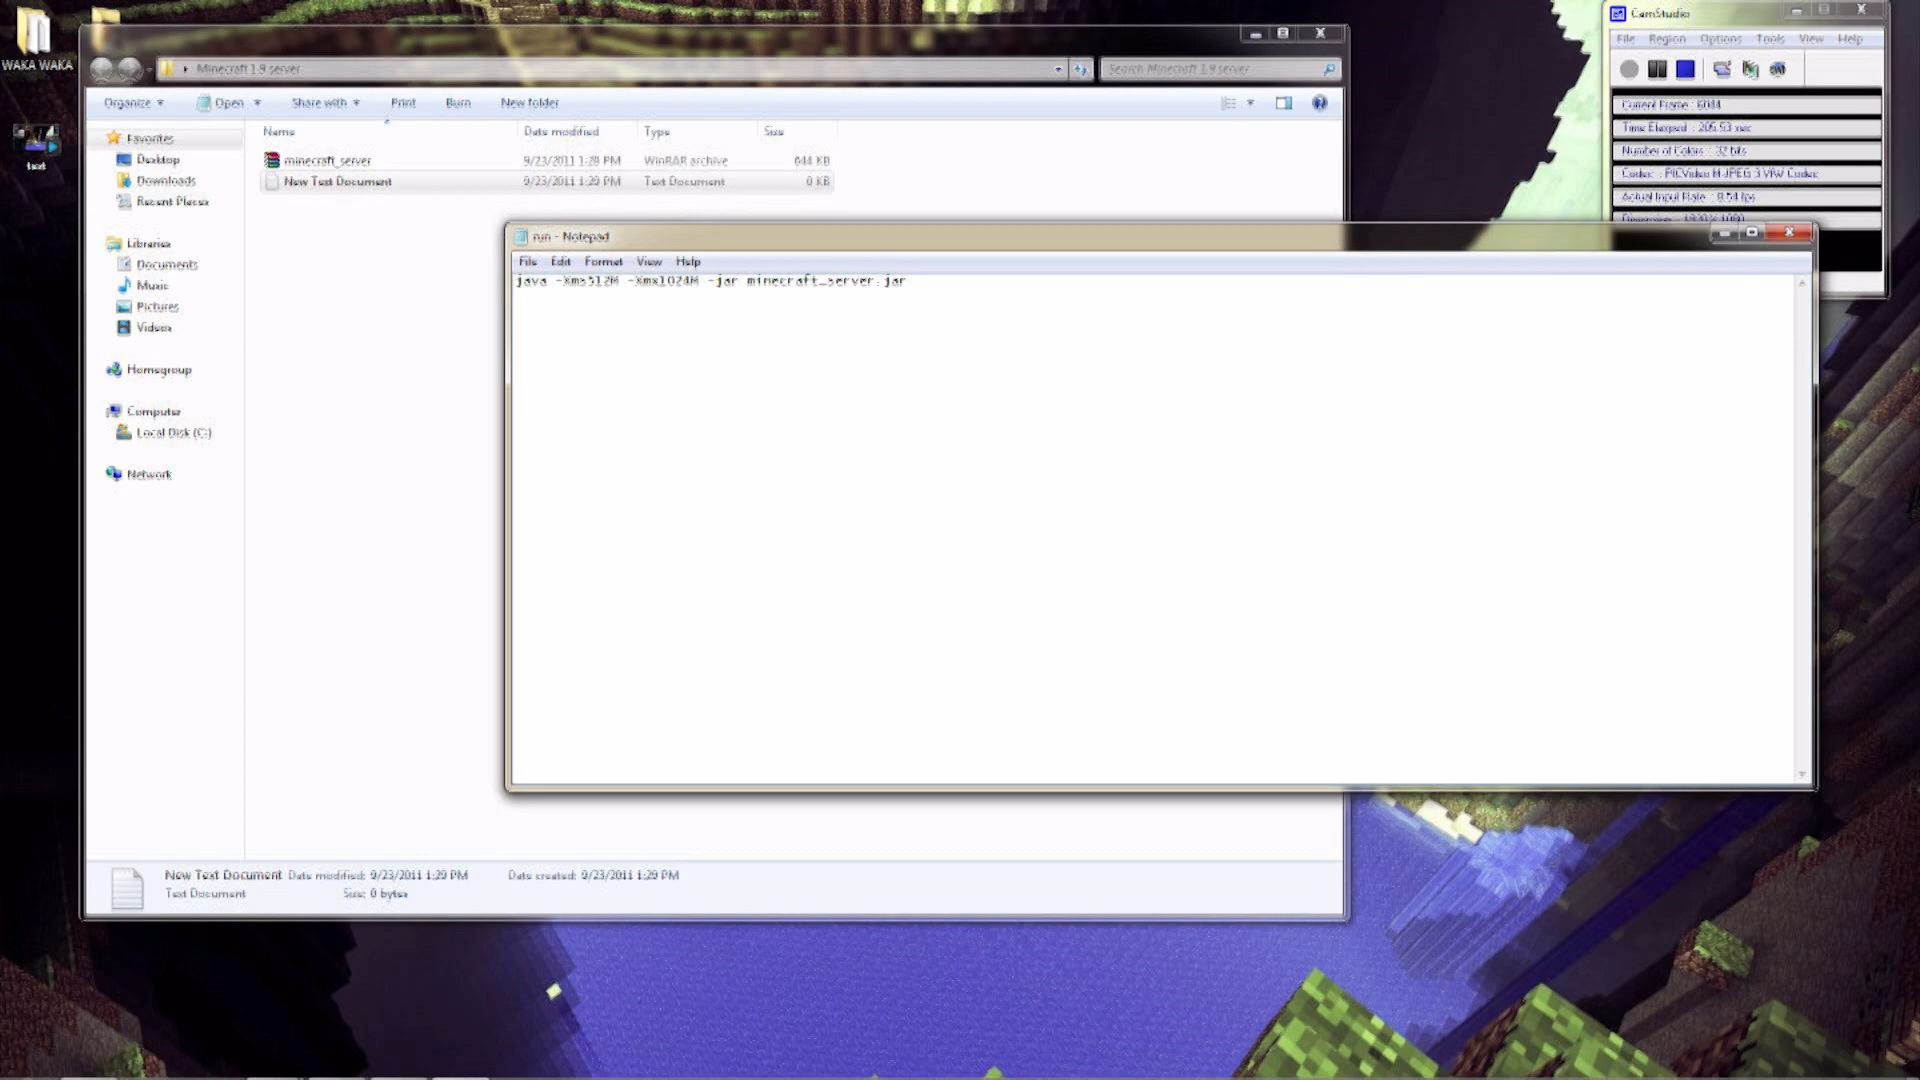 WAKA WAKA
text
Minecraft 1.9 server
Search Minecraft 1.9 server
Organize Open Share with Print Burn New folder
Name Date modified Type Size
minecraft_server 9/23/2011 1:28 PM WinRAR archive 644 KB
New Text Document 9/23/2011 1:29 PM Text Document 0 KB
Favorites
Desktop
Downloads
Recent Places
Libraries
Documents
Music
Pictures
Videos
Homegroup
Computer
Local Disk (C:)
Network
New Text Document Date modified: 9/23/2011 1:29 PM Date created: 9/23/2011 1:29 PM
Text Document Size: 0 bytes
run - Notepad
File Edit Format View Help
java -Xms512M -Xmx1024M -jar minecraft_server.jar
CamStudio
File Region Options Tools View Help
Current Frame : 6044
Time Elapsed : 206.53 sec
Number of Colors : 32 bits
Codec : PICVideo M-JPEG 3 VfW Codec
Actual Input Rate : 8.54 fps